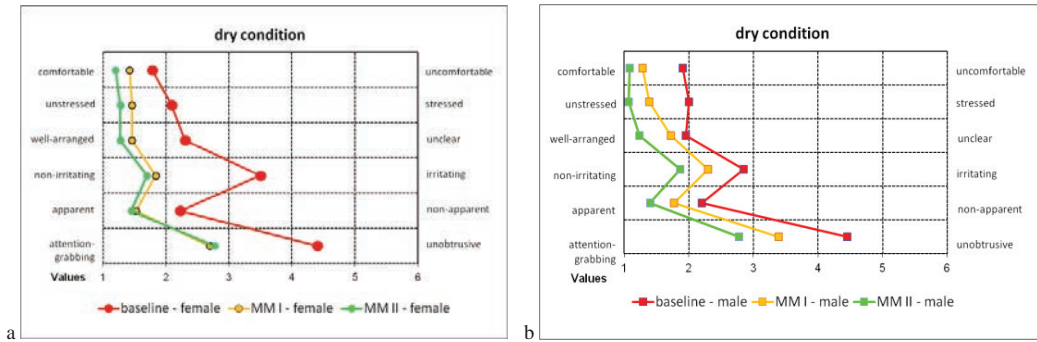 dry condition
comfortable uncomfortable
unstressed stressed
well-arranged unclear
non-irritating irritating
apparent non-apparent
attention-
grabbing unobtrusive
1 2 3 4 5 6
Values
baseline - female MM I - female MM II - female
a
dry condition
comfortable uncomfortable
unstressed stressed
well-arranged unclear
non-irritating irritating
apparent non-apparent
attention-
grabbing unobtrusive
1 2 3 4 5 6
Values
baseline - male MM I - male MM II - male
b